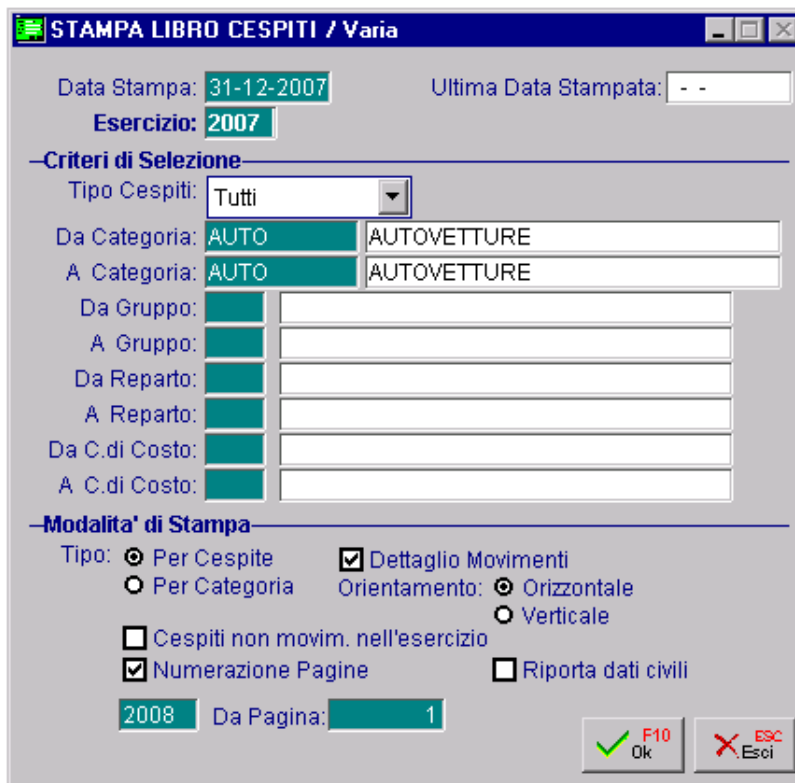 STAMPA LIBRO CESPITI / Varia
Data Stampa: 31-12-2007 Ultima Data Stampata: - -
Esercizio: 2007
Criteri di Selezione
Tipo Cespiti: Tutti
Da Categoria: AUTO AUTOVETTURE
A Categoria: AUTO AUTOVETTURE
Da Gruppo:
A Gruppo:
Da Reparto:
A Reparto:
Da C.di Costo:
A C.di Costo:
Modalita' di Stampa
Tipo: Per Cespite Dettaglio Movimenti
Per Categoria Orientamento: Orizzontale
Verticale
Cespiti non movim. nell'esercizio
Numerazione Pagine Riporta dati civili
2008 Da Pagina: 1
F10 Ok ESC Esci